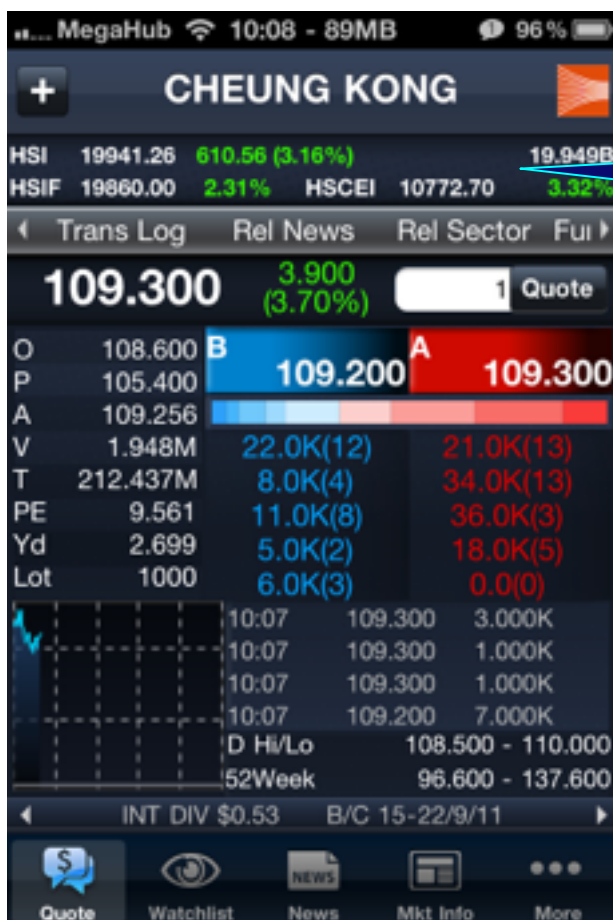 MegaHub 10:08 - 89MB 96%
+ CHEUNG KONG
HSI 19941.26 610.56 (3.16%) 19.949B
HSIF 19860.00 2.31% HSCEI 10772.70 3.32%
Trans Log Rel News Rel Sector Fu
109.300 3.900 (3.70%) 1 Quote
O 108.600 B 109.200 A 109.300
P 105.400
A 109.256
V 1.948M 22.0K(12) 21.0K(13)
T 212.437M 8.0K(4) 34.0K(13)
PE 9.561 11.0K(8) 36.0K(3)
Yd 2.699 5.0K(2) 18.0K(5)
Lot 1000 6.0K(3) 0.0(0)
10:07 109.300 3.000K
10:07 109.300 1.000K
10:07 109.300 1.000K
10:07 109.200 7.000K
D Hi/Lo 108.500 - 110.000
52Week 96.600 - 137.600
INT DIV $0.53 B/C 15-22/9/11
$ NEWS
Quote Watchlist News Mkt Info More